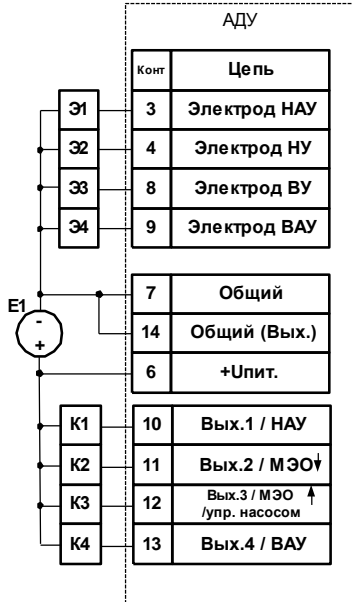 АДУ
Конт Цепь
Э1 3 Электрод НАУ
Э2 4 Электрод НУ
Э3 8 Электрод ВУ
Э4 9 Электрод ВАУ
7 Общий
E1 - +
14 Общий (Вых.)
6 +Uпит.
К1 10 Вых.1 / НАУ
К2 11 Вых.2 / МЭО↓
К3 12 Вых.3 / МЭО ↑
/упр. насосом
К4 13 Вых.4 / ВАУ